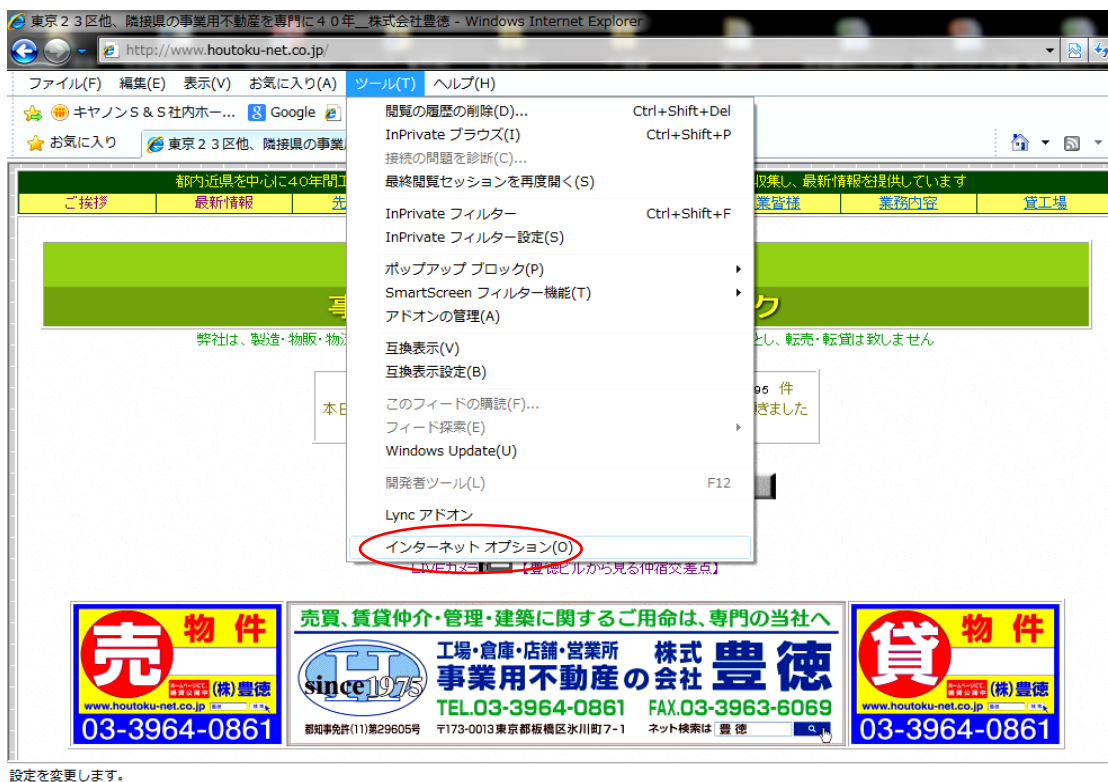 東京２３区他、隣接県の事業用不動産を専門に４０年__株式会社豊徳 - Windows Internet Explorer
http://www.houtoku-net.co.jp/
ファイル(F) 編集(E) 表示(V) お気に入り(A) ツール(T) ヘルプ(H)
キヤノンＳ＆Ｓ社内ホー... Google
お気に入り 東京２３区他、隣接県の事業
閲覧の履歴の削除(D)... Ctrl+Shift+Del
InPrivate ブラウズ(I) Ctrl+Shift+P
接続の問題を診断(C)...
最終閲覧セッションを再度開く(S)
InPrivate フィルター Ctrl+Shift+F
InPrivate フィルター設定(S)
ポップアップ ブロック(P)
SmartScreen フィルター機能(T)
アドオンの管理(A)
互換表示(V)
互換表示設定(B)
このフィードの購読(F)...
フィード探索(E)
Windows Update(U)
開発者ツール(L) F12
Lync アドオン
インターネット オプション(O)
都内近県を中心に40年間 収集し、最新情報を提供しています
ご挨拶 最新情報 先 業皆様 業務内容 貸工場
ク
弊社は、製造・物販・物 とし、転売・転貸は致しません
95 件
本日 きました
LIVEカメラ 【豊徳ビルから見る仲宿交差点】
売 物件
(株)豊徳
www.houtoku-net.co.jp
03-3964-0861
売買、賃貸仲介・管理・建築に関するご用命は、専門の当社へ
since1975
工場・倉庫・店舗・営業所
事業用不動産の株式会社豊徳
TEL.03-3964-0861 FAX.03-3963-6069
都知事免許(11)第29605号 〒173-0013東京都板橋区氷川町7-1 ネット検索は 豊 徳
貸 物件
(株)豊徳
www.houtoku-net.co.jp
03-3964-0861
設定を変更します。